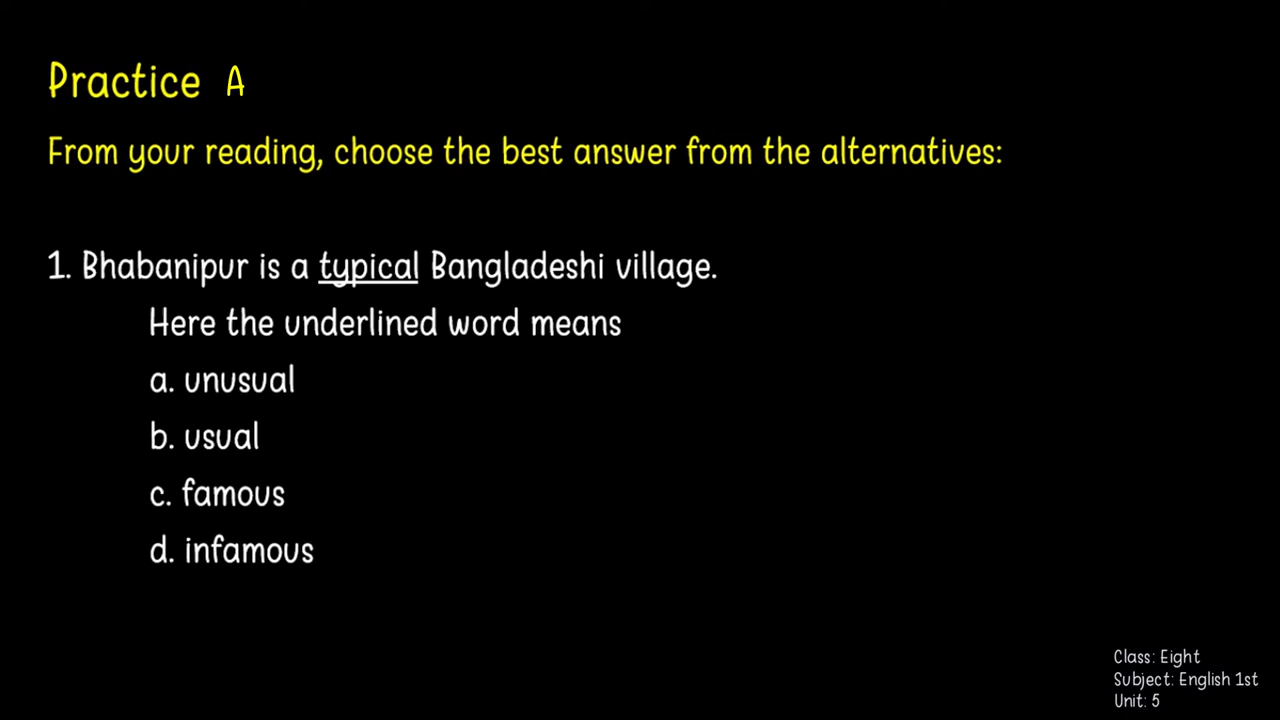 Practice A
From your reading, choose the best answer from the alternatives:
1. Bhabanipur is a typical Bangladeshi village.
Here the underlined word means
a. unusual
b. usual
c. famous
d. infamous
Class: Eight
Subject: English 1st
Unit: 5